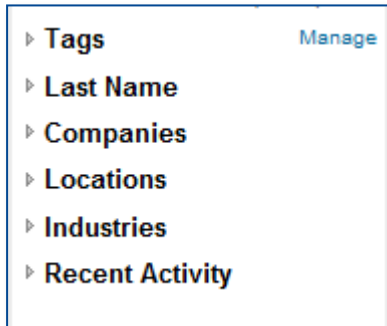 Tags Manage
Last Name
Companies
Locations
Industries
Recent Activity